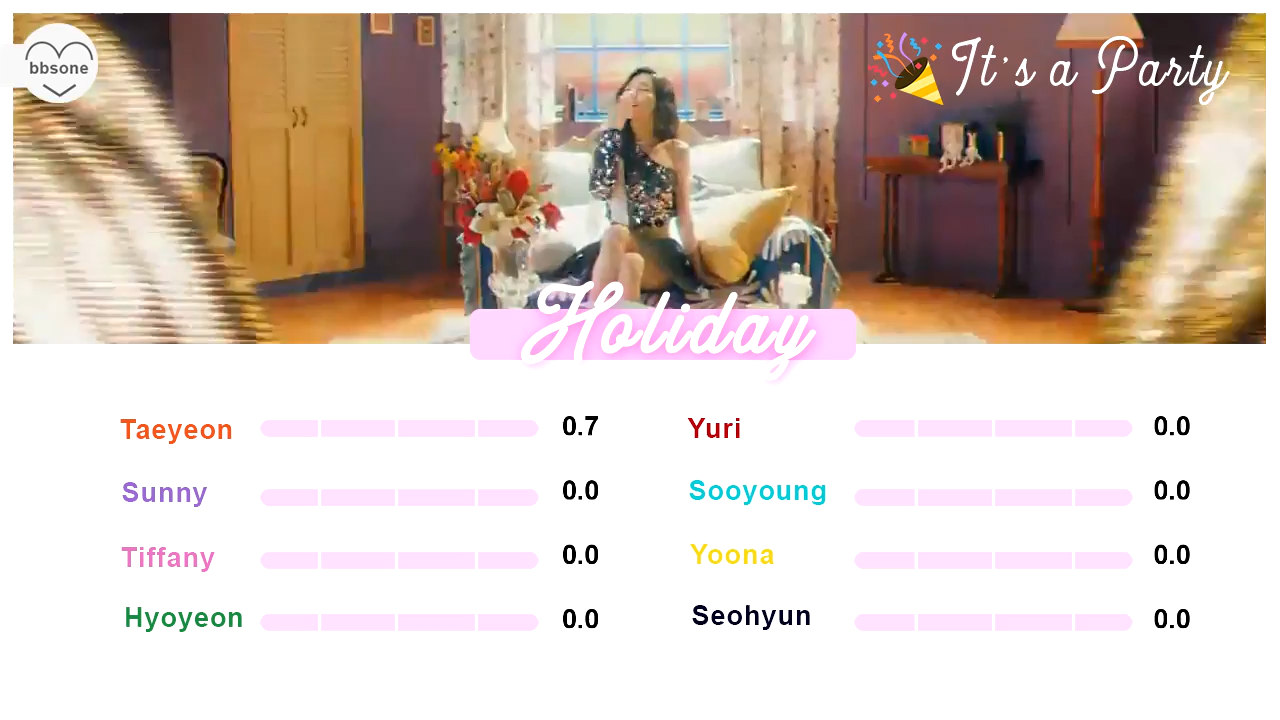 bbsone
It's a Party
Holiday
Taeyeon 0.7 Yuri 0.0
Sunny 0.0 Sooyoung 0.0
Tiffany 0.0 Yoona 0.0
Hyoyeon 0.0 Seohyun 0.0